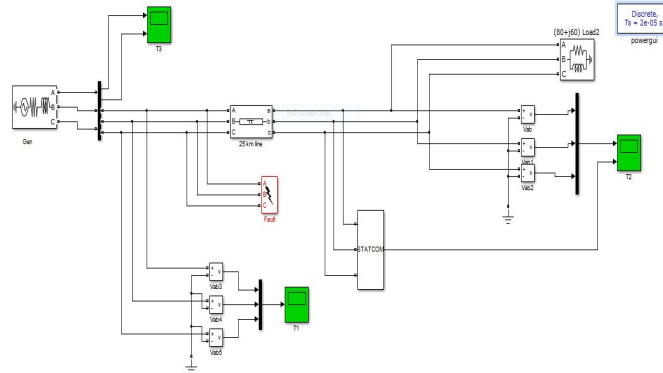 Discrete,
Ts = 2e-05 s
powergui
T3
(80+j60) Load2
A
B
C
A
B
C
Gen
A
B
C
a
b
c
25 km line
+
-
v
Vab
+
-
v
Vab1
+
-
v
Vab2
T2
A
B
C
Fault
STATCOM
+
-
v
Vab3
+
-
v
Vab4
+
-
v
Vab5
T1